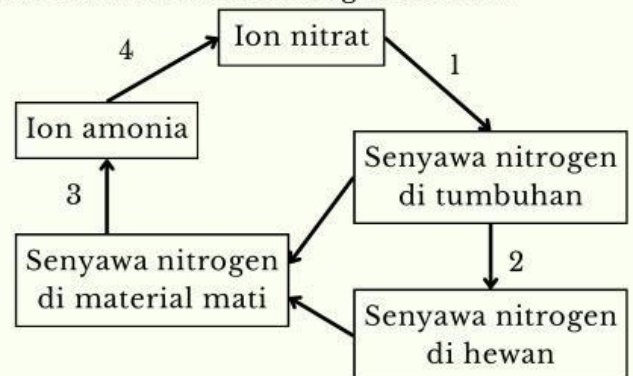 4
Ion nitrat
1
Ion amonia
Senyawa nitrogen
di tumbuhan
3
2
Senyawa nitrogen
di material mati
Senyawa nitrogen
di hewan